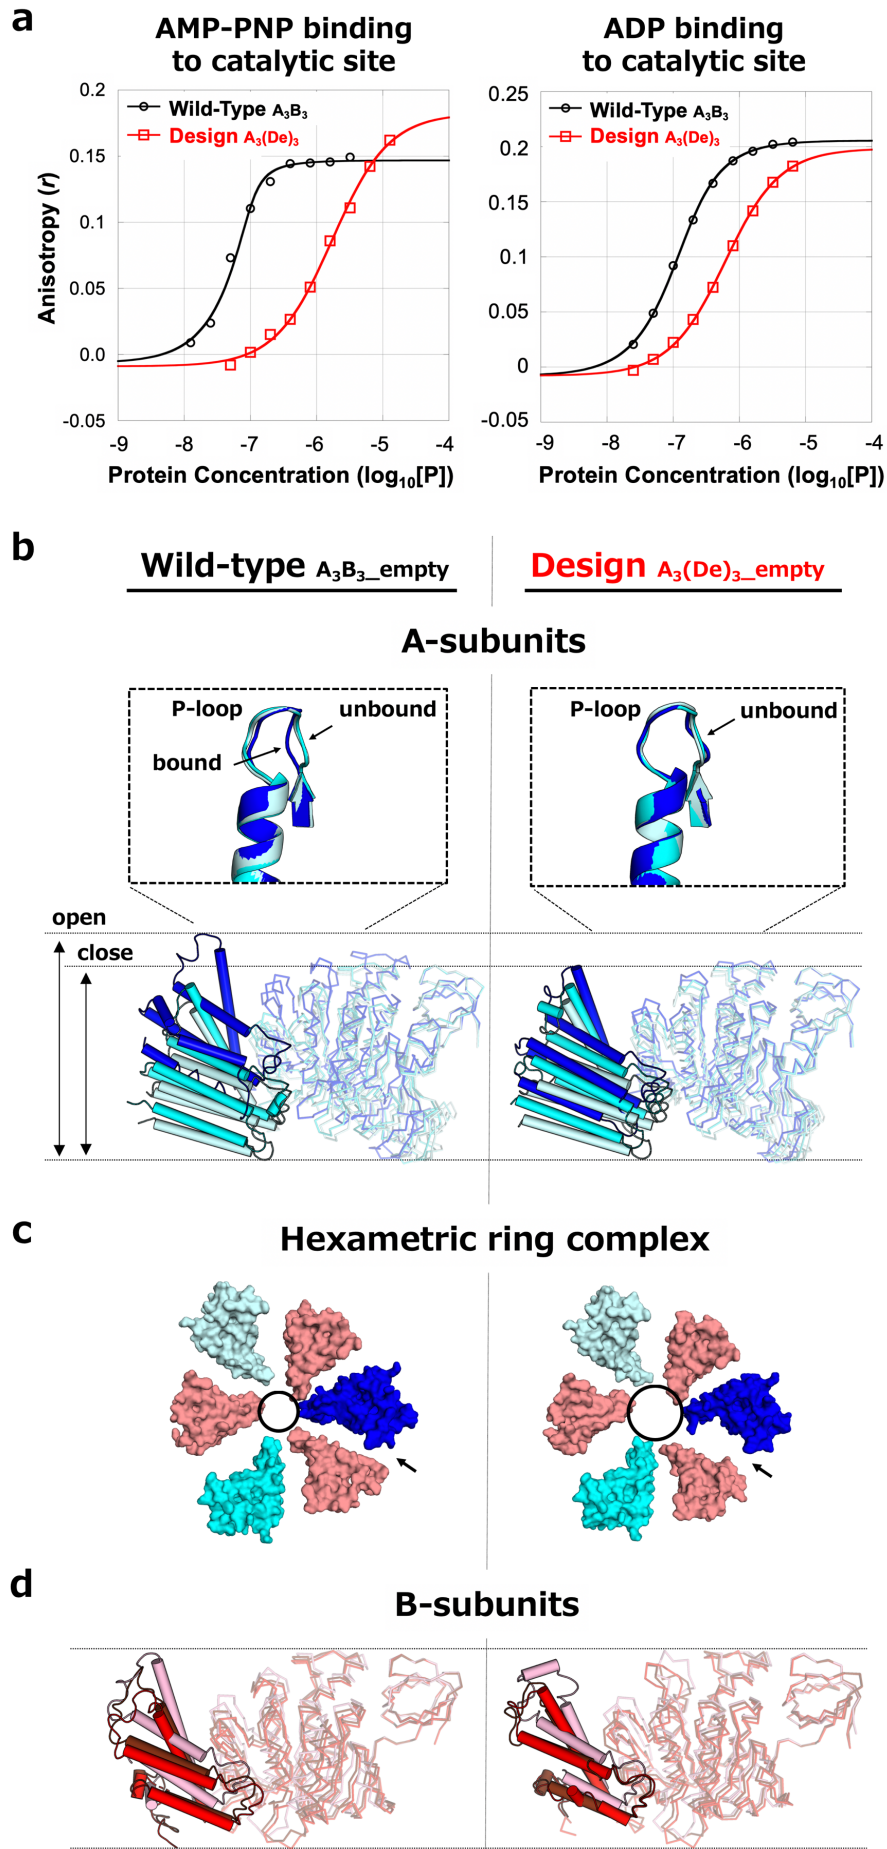 a
AMP-PNP binding
to catalytic site
ADP binding
to catalytic site
0.2
0.15
0.1
0.05
0.0
-0.05
Anisotropy (r)
Wild-Type A₃B₃
Design A₃(De)₃
-9 -8 -7 -6 -5 -4
Protein Concentration (log₁₀[P])
0.25
0.2
0.15
0.1
0.05
0
-0.05
Wild-Type A₃B₃
Design A₃(De)₃
-9 -8 -7 -6 -5 -4
Protein Concentration (log₁₀[P])
b
Wild-type A₃B₃_empty
Design A₃(De)₃_empty
A-subunits
P-loop
unbound
bound
P-loop
unbound
open
close
c
Hexametric ring complex
d
B-subunits